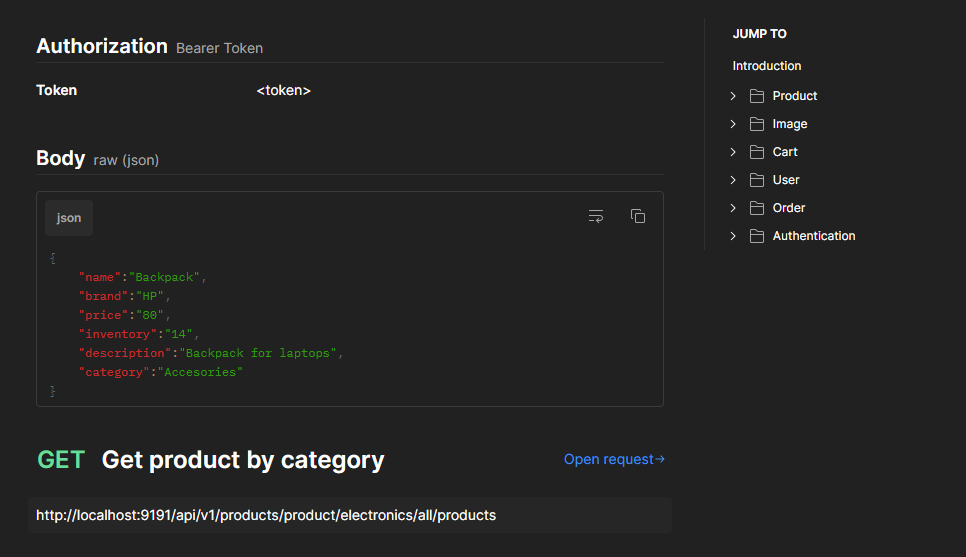 Authorization Bearer Token
Token <token>
Body raw (json)
json
{
"name":"Backpack",
"brand":"HP",
"price":"80",
"inventory":"14",
"description":"Backpack for laptops",
"category":"Accesories"
}
GET Get product by category
Open request→
http://localhost:9191/api/v1/products/product/electronics/all/products
JUMP TO
Introduction
Product
Image
Cart
User
Order
Authentication